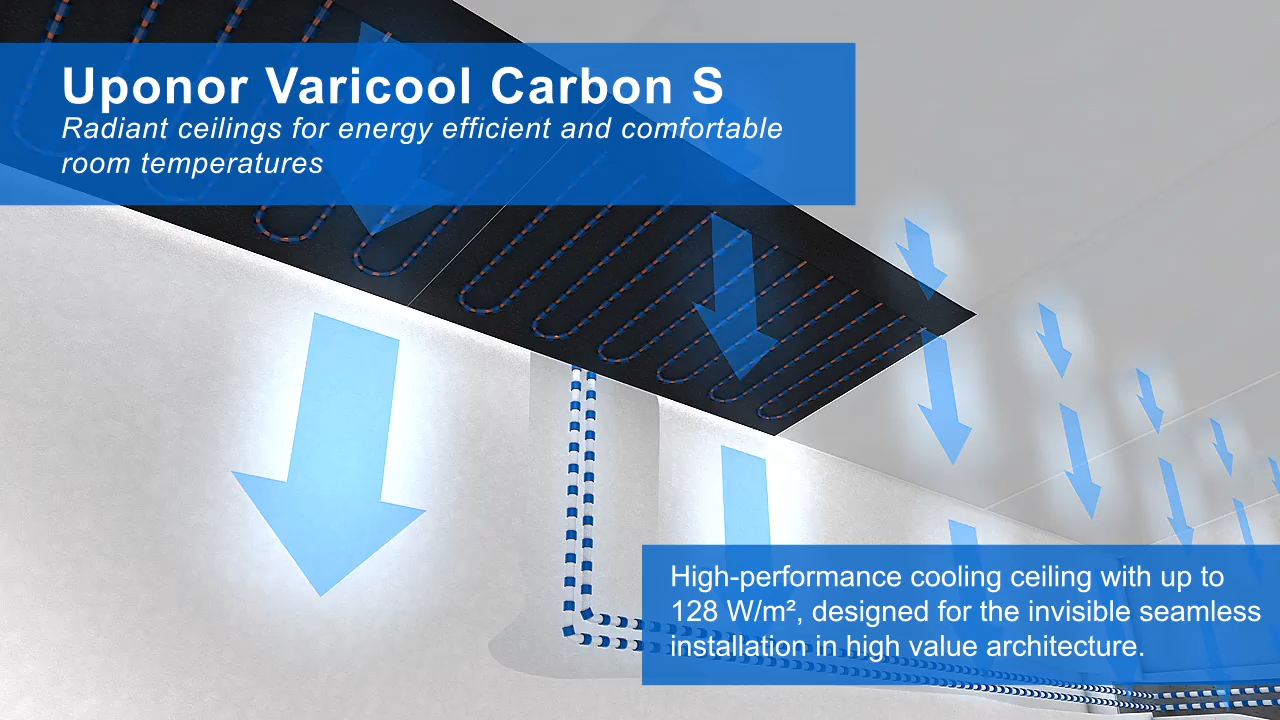 Uponor Varicool Carbon S
Radiant ceilings for energy efficient and comfortable
room temperatures
High-performance cooling ceiling with up to
128 W/m², designed for the invisible seamless
installation in high value architecture.